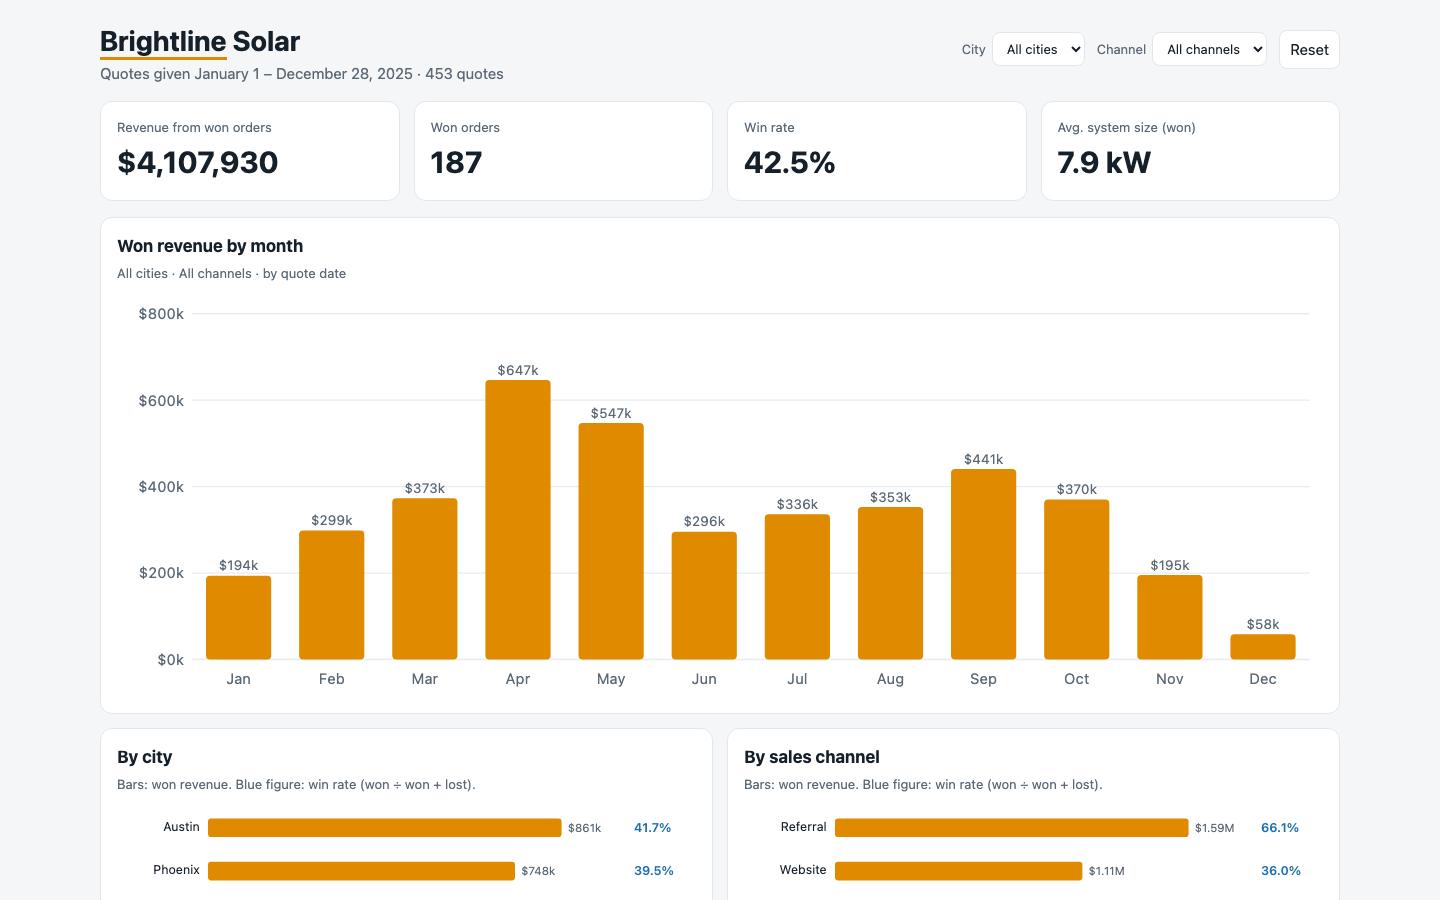 Brightline Solar
Quotes given January 1 – December 28, 2025 · 453 quotes
City All cities Channel All channels Reset
Revenue from won orders
$4,107,930
Won orders
187
Win rate
42.5%
Avg. system size (won)
7.9 kW
Won revenue by month
All cities · All channels · by quote date
$800k
$600k
$400k
$200k
$0k
$194k
$299k
$373k
$647k
$547k
$296k
$336k
$353k
$441k
$370k
$195k
$58k
Jan Feb Mar Apr May Jun Jul Aug Sep Oct Nov Dec
By city
Bars: won revenue. Blue figure: win rate (won ÷ won + lost).
Austin $861k 41.7%
Phoenix $748k 39.5%
By sales channel
Bars: won revenue. Blue figure: win rate (won ÷ won + lost).
Referral $1.59M 66.1%
Website $1.11M 36.0%